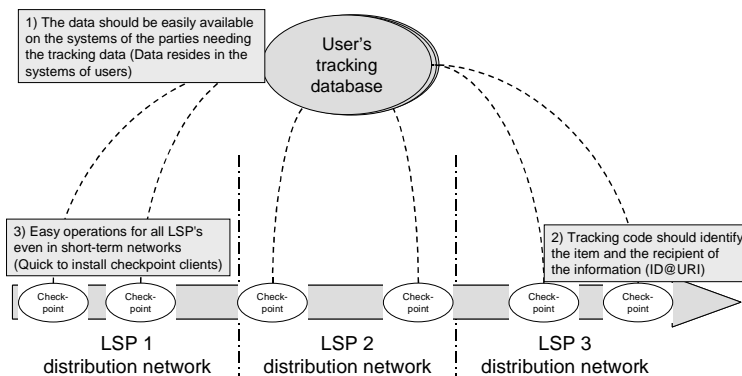 1) The data should be easily available
on the systems of the parties needing
the tracking data (Data resides in the
systems of users)
User's
tracking
database
3) Easy operations for all LSP's
even in short-term networks
(Quick to install checkpoint clients)
2) Tracking code should identify
the item and the recipient of
the information (ID@URI)
Check-
point
Check-
point
Check-
point
Check-
point
Check-
point
Check-
point
LSP 1
distribution network
LSP 2
distribution network
LSP 3
distribution network